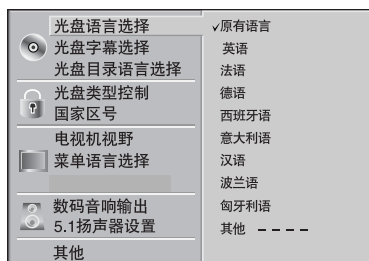 光盘语言选择
光盘字幕选择
光盘目录语言选择
光盘类型控制
国家区号
电视机视野
菜单语言选择
数码音响输出
5.1扬声器设置
其他
✓原有语言
英语
法语
德语
西班牙语
意大利语
汉语
波兰语
匈牙利语
其他 – – – –